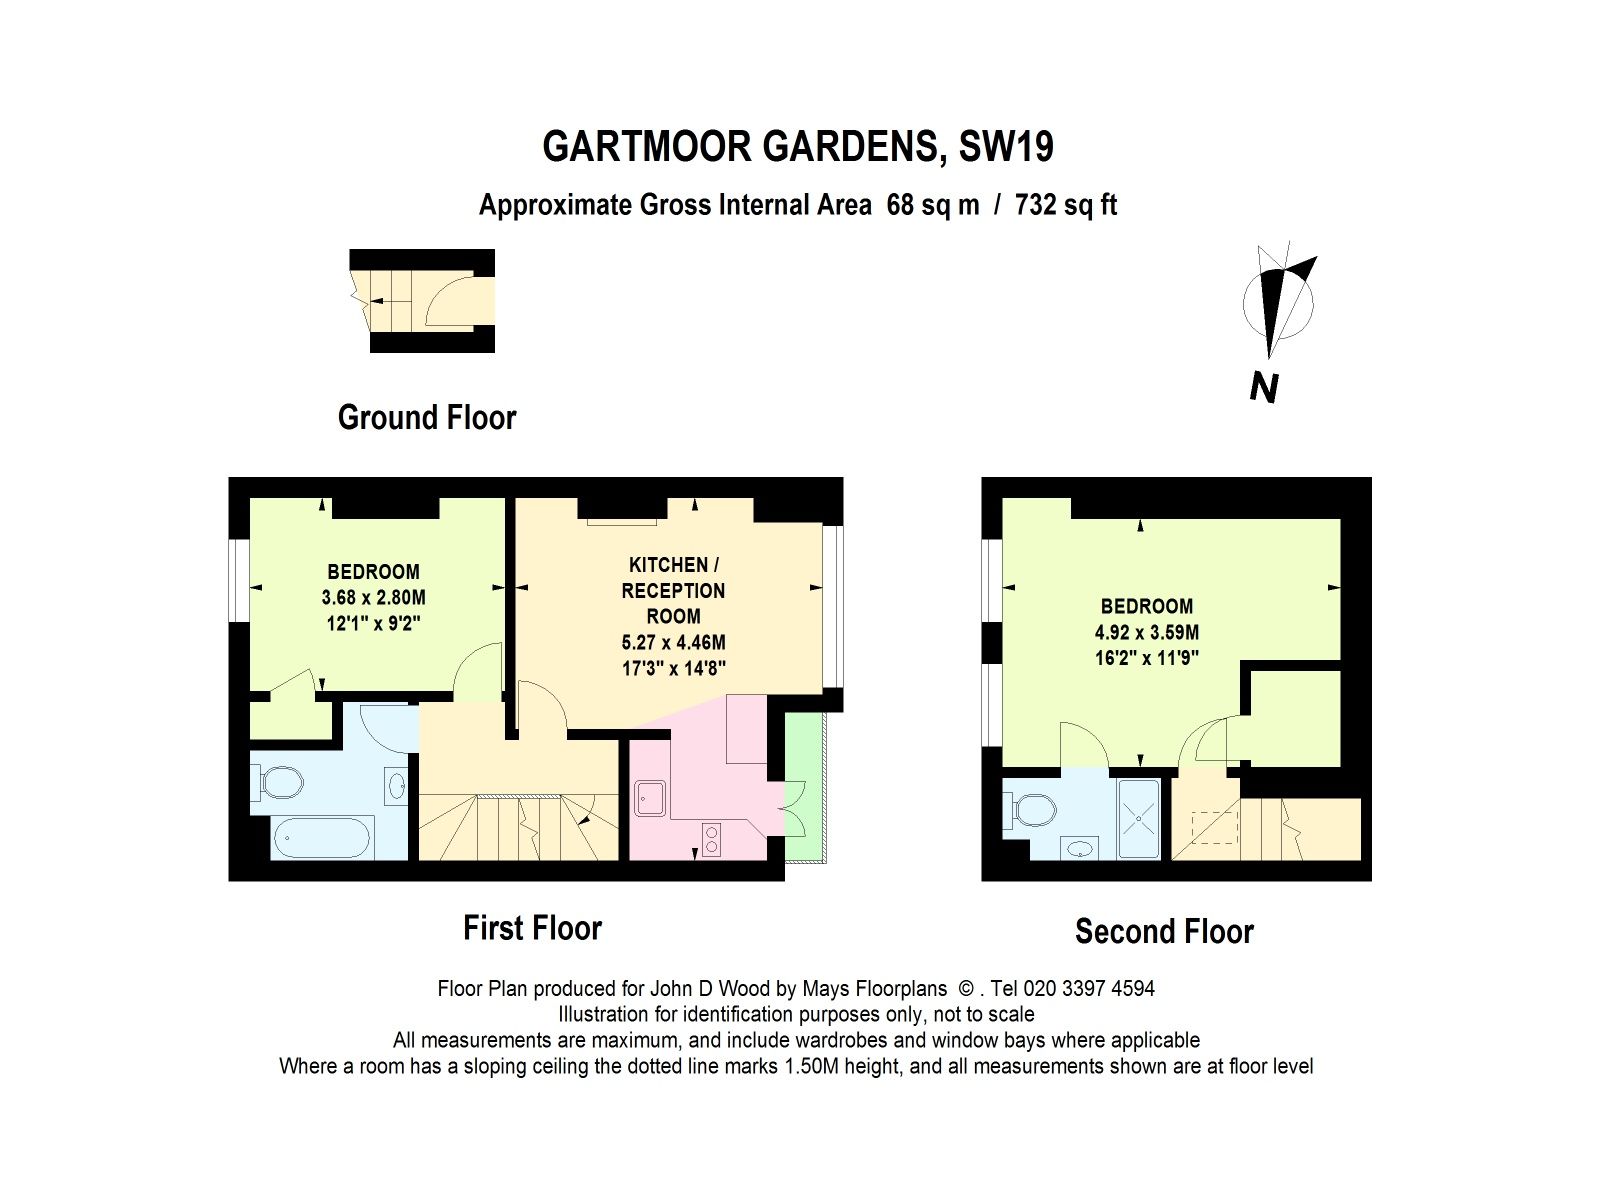 GARTMOOR GARDENS, SW19
Approximate Gross Internal Area 68 sq m / 732 sq ft
N
Ground Floor
BEDROOM
3.68 x 2.80M
12'1" x 9'2"
KITCHEN /
RECEPTION
ROOM
5.27 x 4.46M
17'3" x 14'8"
BEDROOM
4.92 x 3.59M
16'2" x 11'9"
First Floor
Second Floor
Floor Plan produced for John D Wood by Mays Floorplans © . Tel 020 3397 4594
Illustration for identification purposes only, not to scale
All measurements are maximum, and include wardrobes and window bays where applicable
Where a room has a sloping ceiling the dotted line marks 1.50M height, and all measurements shown are at floor level